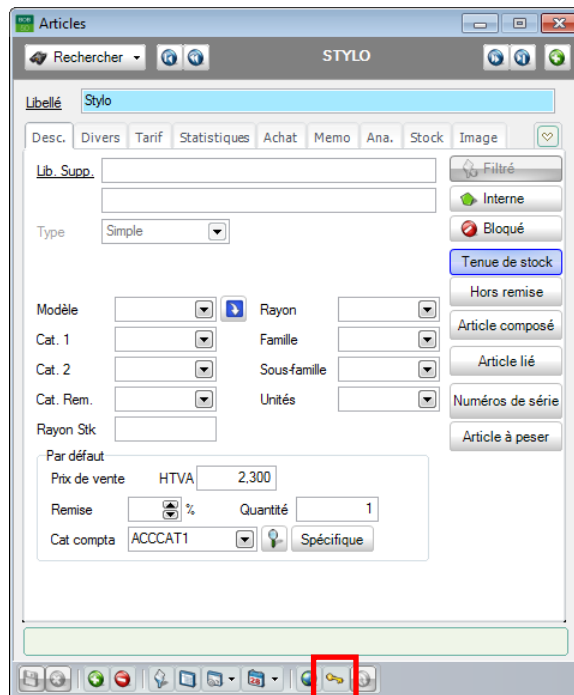 Articles
Rechercher STYLO
Libellé Stylo
Desc. Divers Tarif Statistiques Achat Memo Ana. Stock Image
Lib. Supp. Filtré
Interne
Type Simple Bloqué
Tenue de stock
Hors remise
Modèle Rayon
Article composé
Cat. 1 Famille
Cat. 2 Sous-famille Article lié
Cat. Rem. Unités Numéros de série
Rayon Stk Article à peser
Par défaut
Prix de vente HTVA 2,300
Remise % Quantité 1
Cat compta ACCCAT1 Spécifique